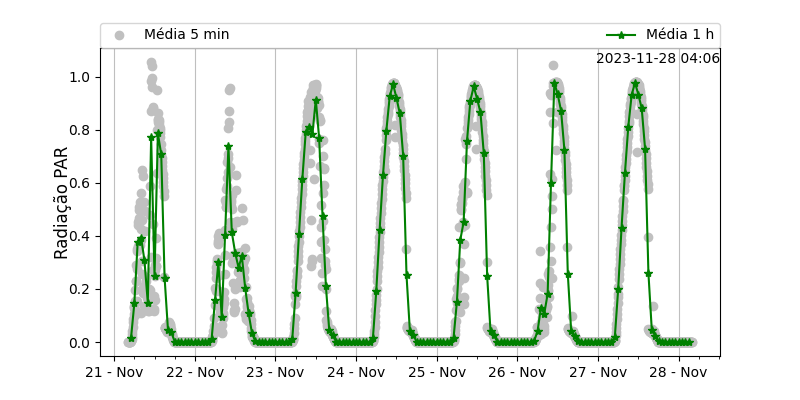 Média 5 min
Média 1 h
2023-11-28 04:06
Radiação PAR
1.0
0.8
0.6
0.4
0.2
0.0
21 - Nov
22 - Nov
23 - Nov
24 - Nov
25 - Nov
26 - Nov
27 - Nov
28 - Nov